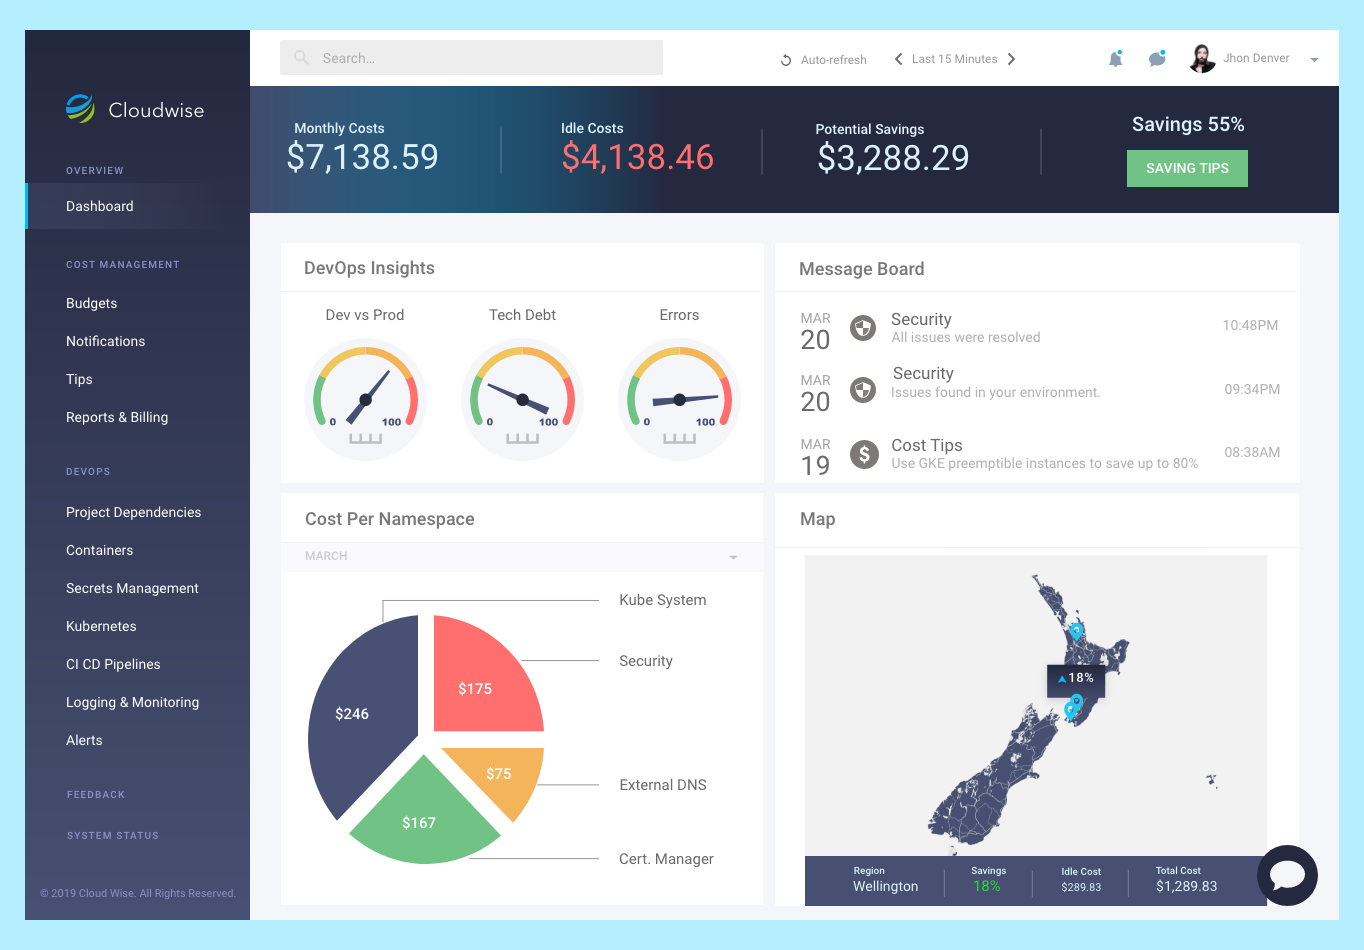 Search...
Auto-refresh
Last 15 Minutes
Jhon Denver
Cloudwise
OVERVIEW
Dashboard
COST MANAGEMENT
Budgets
Notifications
Tips
Reports & Billing
DEVOPS
Project Dependencies
Containers
Secrets Management
Kubernetes
CI CD Pipelines
Logging & Monitoring
Alerts
FEEDBACK
SYSTEM STATUS
© 2019 Cloud Wise. All Rights Reserved.
Monthly Costs
$7,138.59
Idle Costs
$4,138.46
Potential Savings
$3,288.29
Savings 55%
SAVING TIPS
DevOps Insights
Dev vs Prod
0 100
Tech Debt
0 100
Errors
0 100
Message Board
MAR
20
Security
All issues were resolved
10:48PM
MAR
20
Security
Issues found in your environment.
09:34PM
MAR
19
$
Cost Tips
Use GKE preemptible instances to save up to 80%
08:38AM
Cost Per Namespace
MARCH
Kube System
Security
External DNS
Cert. Manager
$246
$175
$75
$167
Map
18%
Region
Wellington
Savings
18%
Idle Cost
$289.83
Total Cost
$1,289.83